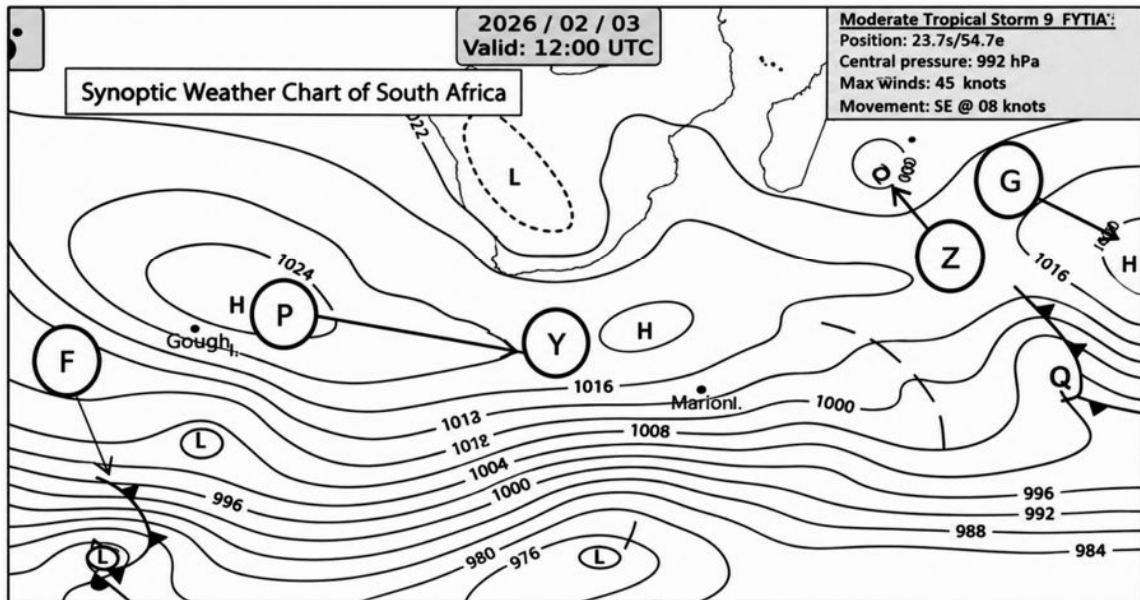 2026 / 02 / 03
Valid: 12:00 UTC
Moderate Tropical Storm 9 FYTIA':
Position: 23.7s/54.7e
Central pressure: 992 hPa
Max Winds: 45 knots
Movement: SE @ 08 knots
Synoptic Weather Chart of South Africa
L
G
1016
H
Z
1024
H
P
Gough I.
F
Y
H
1016
MarionI.
1000
Q
1013
1012
1008
1004
1000
L
996
996
992
988
984
980
976
L
L